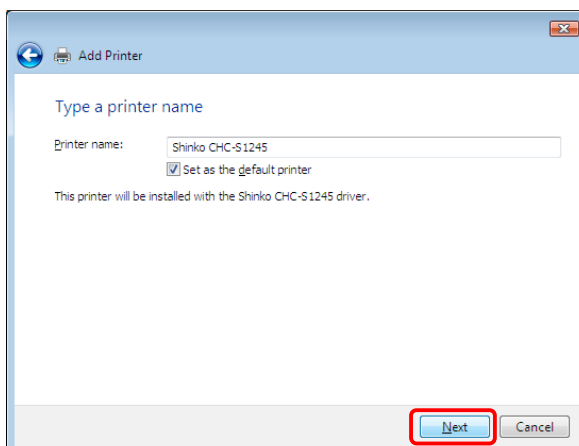 Add Printer
Type a printer name
Printer name: Shinko CHC-S1245
Set as the default printer
This printer will be installed with the Shinko CHC-S1245 driver.
Next Cancel